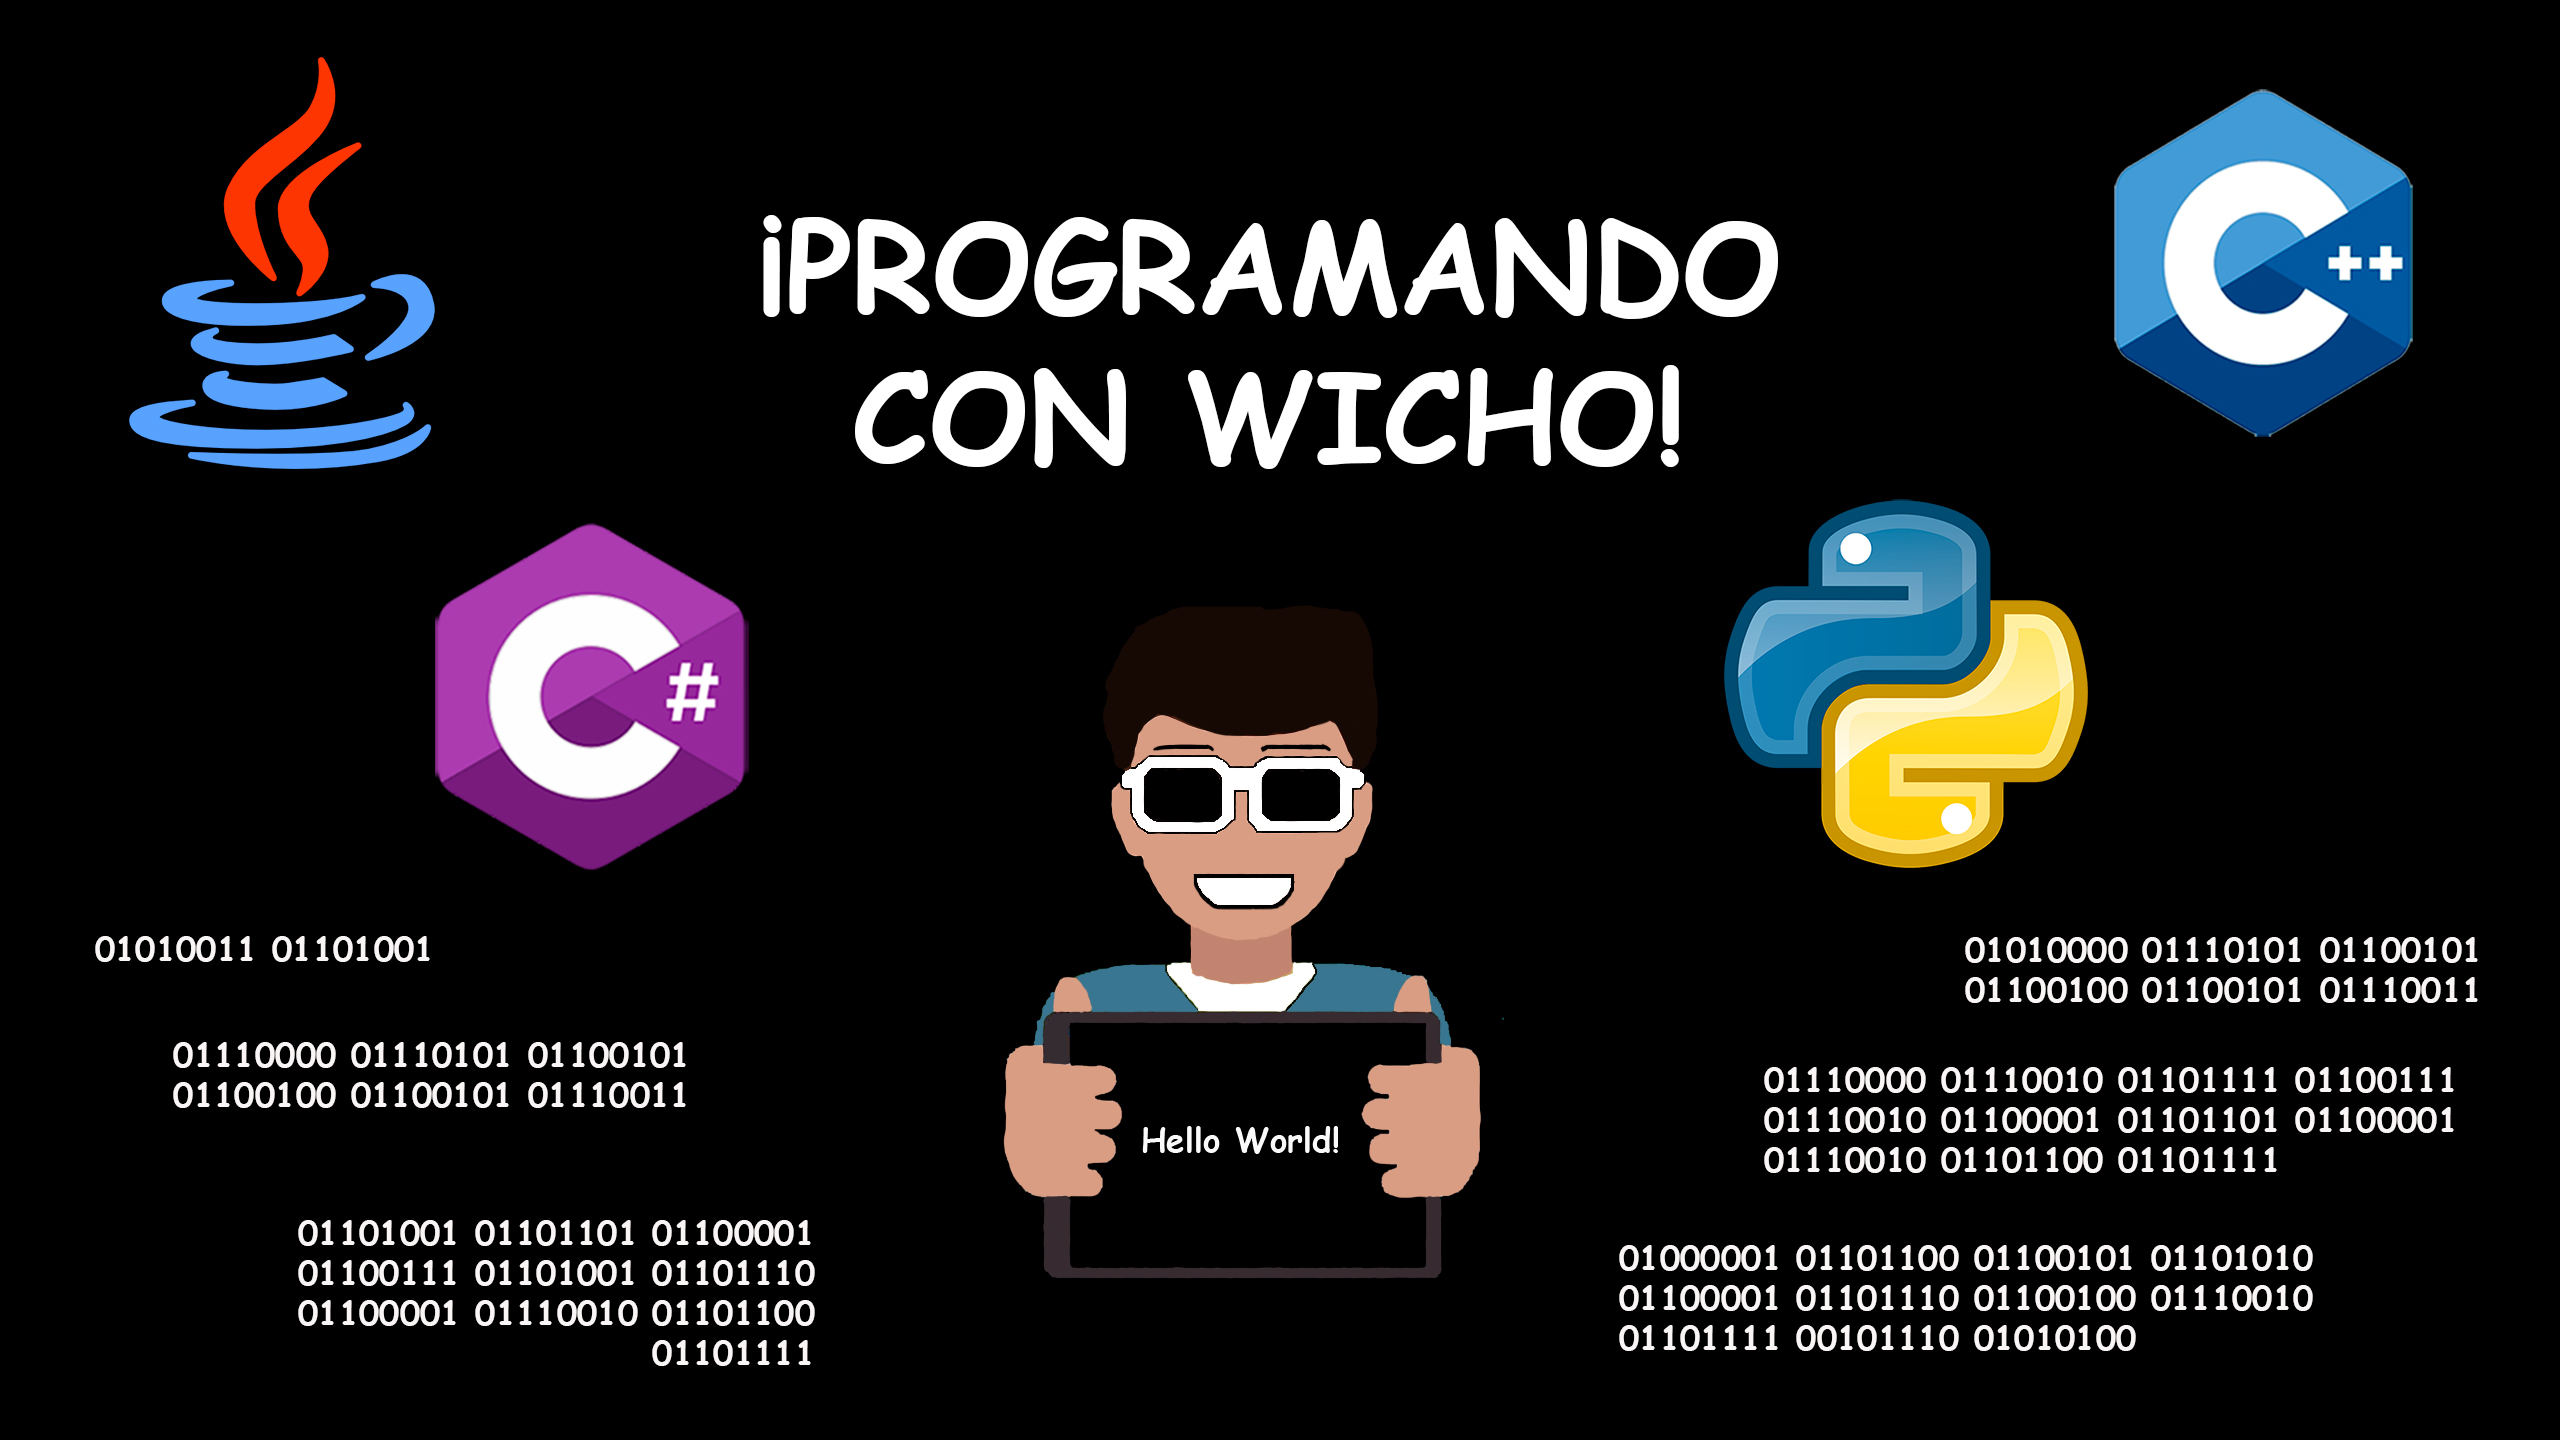 ¡PROGRAMANDO
CON WICHO!
C++
C#
01010011 01101001
01110000 01110101 01100101
01100100 01100101 01110011
01101001 01101101 01100001
01100111 01101001 01101110
01100001 01110010 01101100
01101111
Hello World!
01010000 01110101 01100101
01100100 01100101 01110011
01110000 01110010 01101111 01100111
01110010 01100001 01101101 01100001
01110010 01101100 01101111
01000001 01101100 01100101 01101010
01100001 01101110 01100100 01110010
01101111 00101110 01010100